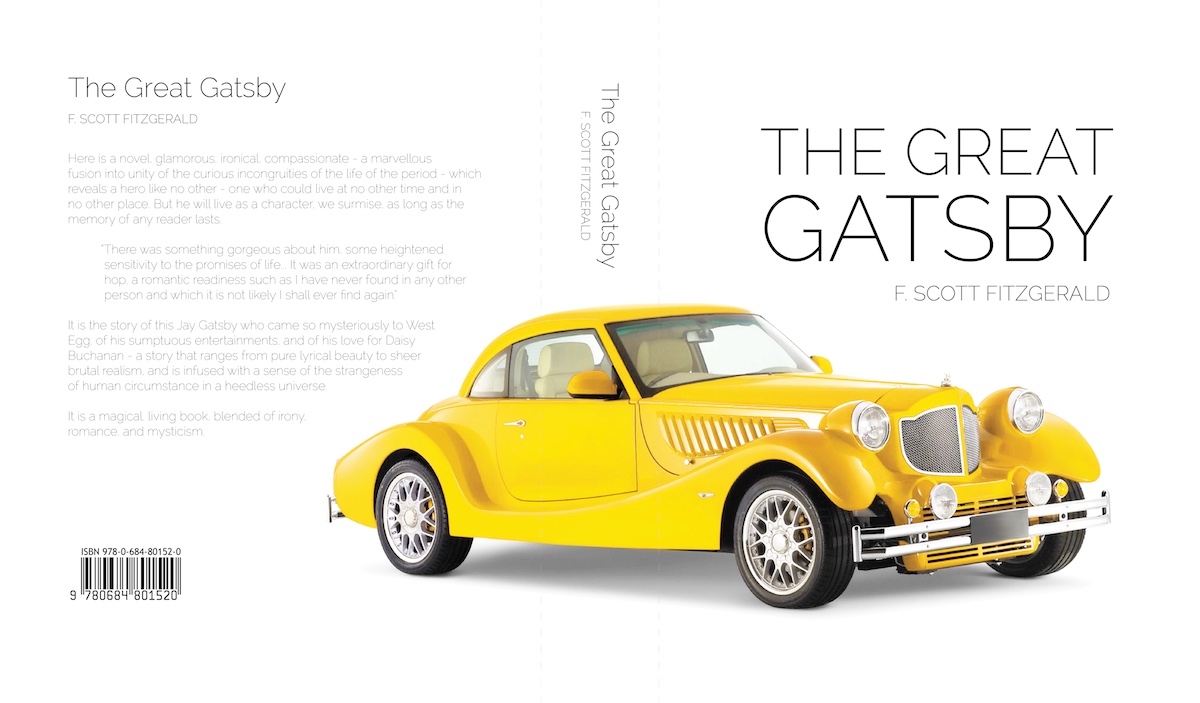 The Great Gatsby
F. SCOTT FITZGERALD
Here is a novel, glamorous, ironical, compassionate - a marvellous
fusion into unity of the curious incongruities of the life of the period - which
reveals a hero like no other - one who could live at no other time and in
no other place. But he will live as a character, we surmise, as long as the
memory of any reader lasts.
"There was something gorgeous about him, some heightened
sensitivity to the promises of life... It was an extraordinary gift for
hop, a romantic readiness such as I have never found in any other
person and which it is not likely I shall ever find again."
It is the story of this Jay Gatsby who came so mysteriously to West
Egg, of his sumptuous entertainments, and of his love for Daisy
Buchanan - a story that ranges from pure lyrical beauty to sheer
brutal realism, and is infused with a sense of the strangeness
of human circumstance in a heedless universe.
It is a magical, living book, blended of irony,
romance, and mysticism.
ISBN 978-0-684-80152-0
9 780684 801520
The Great Gatsby
F. SCOTT FITZGERALD
THE GREAT
GATSBY
F. SCOTT FITZGERALD